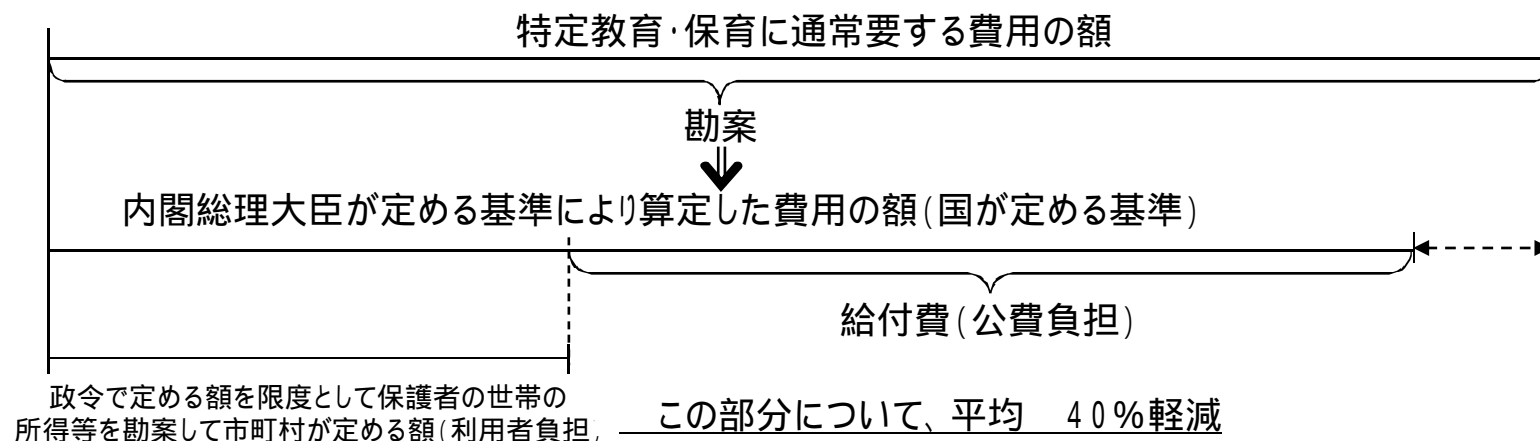 特定教育・保育に通常要する費用の額
勘案
内閣総理大臣が定める基準により算定した費用の額(国が定める基準)
給付費(公費負担)
政令で定める額を限度として保護者の世帯の
所得等を勘案して市町村が定める額(利用者負担)
この部分について、平均 40%軽減